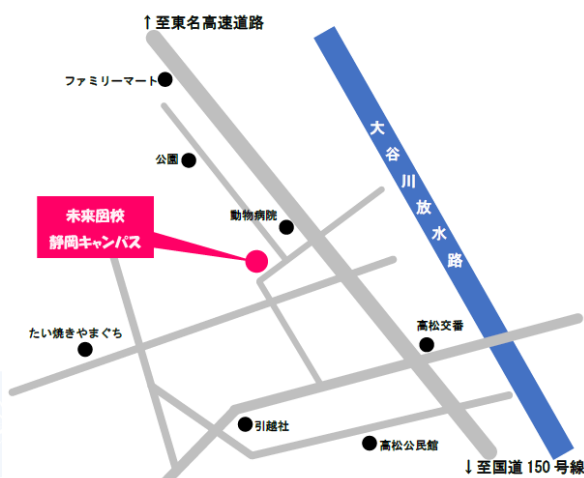 ↑至東名高速道路
ファミリーマート
公園
未来図校
静岡キャンパス
動物病院
大谷川放水路
たい焼きやまぐち
高松交番
引越社
高松公民館
↓至国道150号線